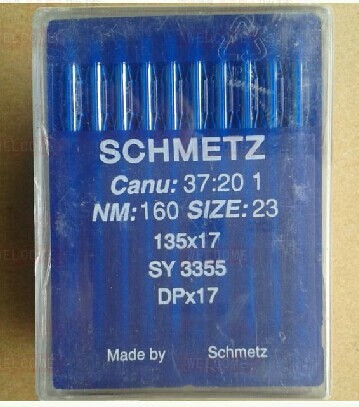 SCHMETZ
Canu: 37:20 1
NM:160 SIZE:23
135x17
SY 3355
DPx17
Made by Schmetz